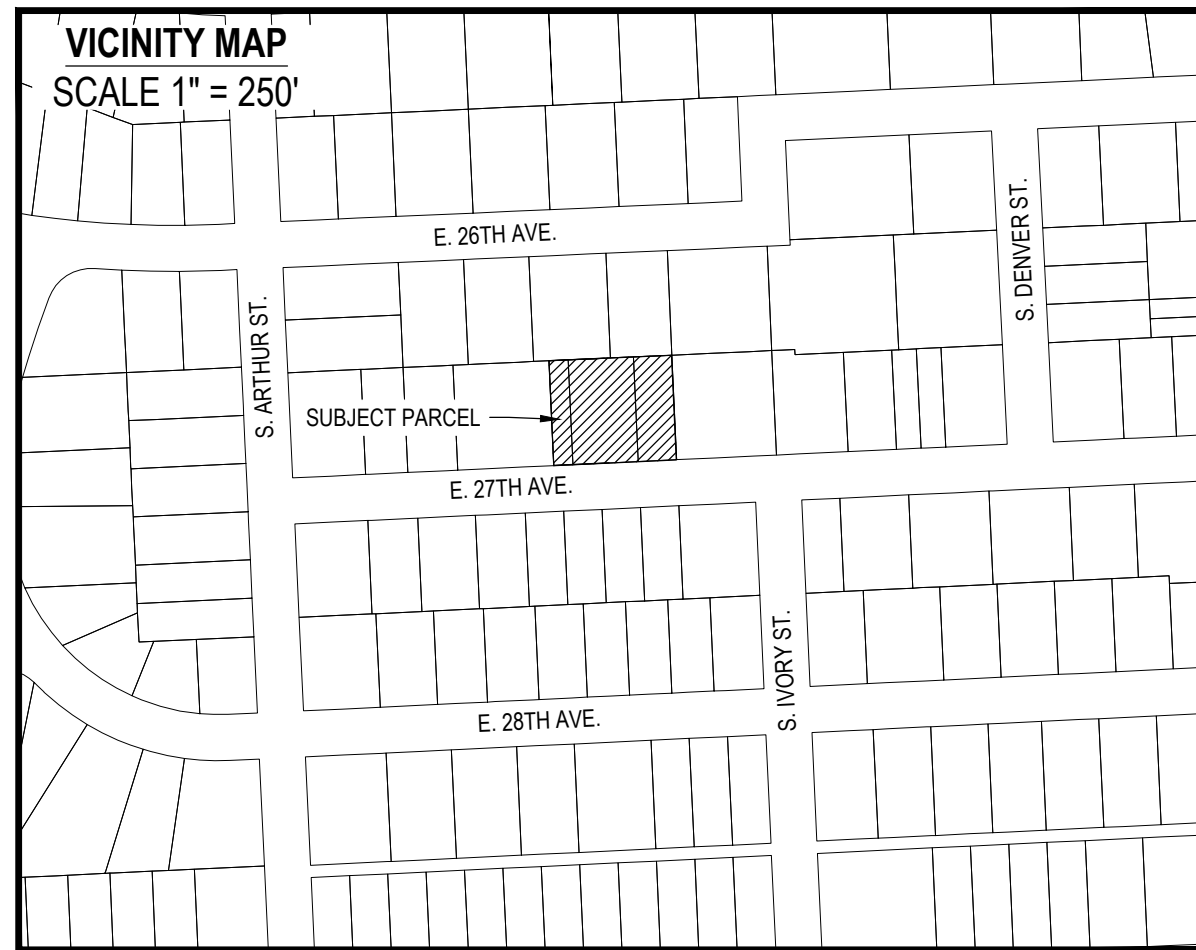 VICINITY MAP
SCALE 1" = 250'
E. 26TH AVE.
S. DENVER ST.
S. ARTHUR ST.
SUBJECT PARCEL
E. 27TH AVE.
S. IVORY ST.
E. 28TH AVE.